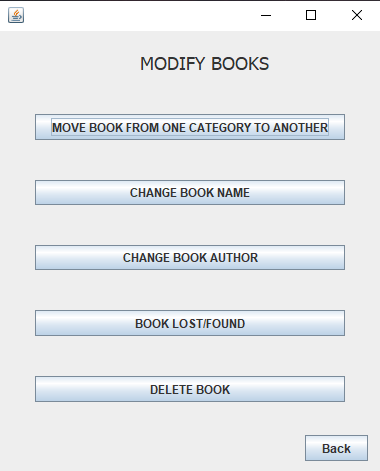 MODIFY BOOKS
MOVE BOOK FROM ONE CATEGORY TO ANOTHER
CHANGE BOOK NAME
CHANGE BOOK AUTHOR
BOOK LOST/FOUND
DELETE BOOK
Back